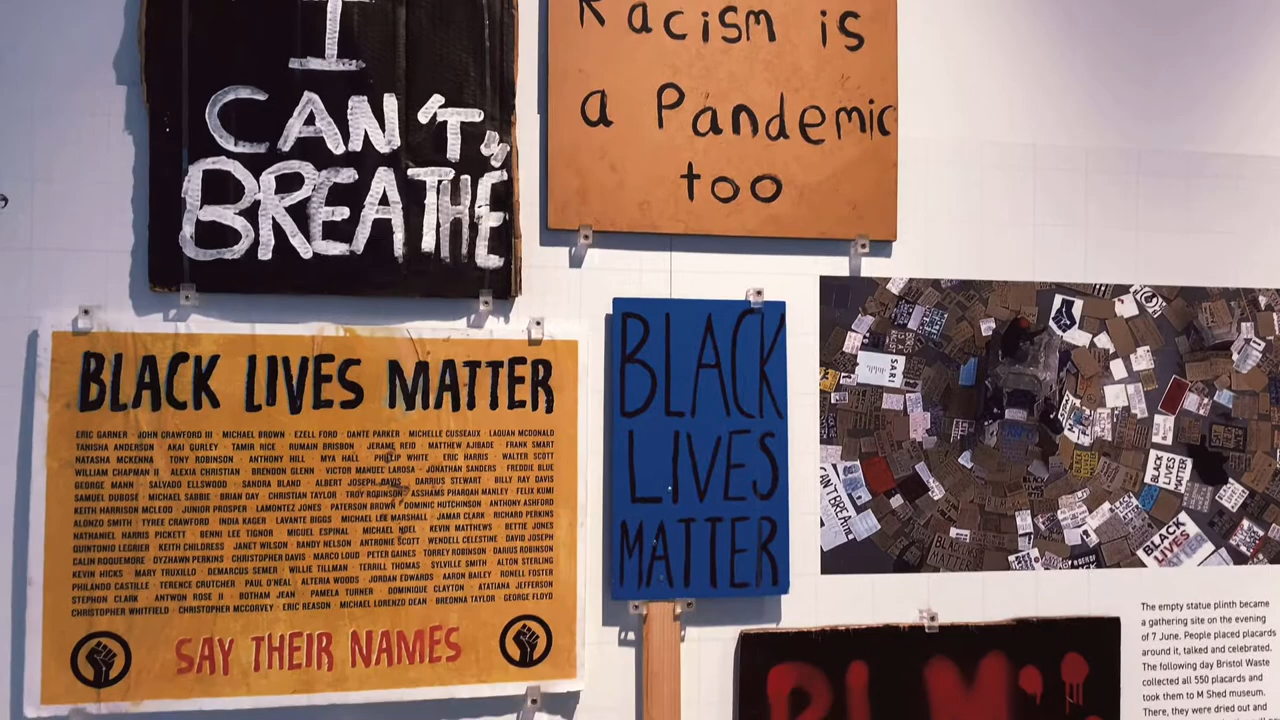 I
CAN'T
BREATHE
Racism is
a Pandemic
too
BLACK LIVES MATTER
ERIC GARNER · JOHN CRAWFORD III · MICHAEL BROWN · EZELL FORD · DANTE PARKER · MICHELLE CUSSEAUX · LAQUAN MCDONALD
TANISHA ANDERSON · AKAI GURLEY · TAMIR RICE · RUMAIN BRISBON · JERAME REID · MATTHEW AJIBADE · FRANK SMART
NATASHA MCKENNA · TONY ROBINSON · ANTHONY HILL · MYA HALL · PHILLIP WHITE · ERIC HARRIS · WALTER SCOTT
WILLIAM CHAPMAN II · ALEXIA CHRISTIAN · BRENDON GLENN · VICTOR MANUEL LAROSA · JONATHAN SANDERS · FREDDIE BLUE
GEORGE MANN · SALVADO ELLSWOOD · SANDRA BLAND · ALBERT JOSEPH DAVIS · DARRIUS STEWART · BILLY RAY DAVIS
SAMUEL DUBOSE · MICHAEL SABBIE · BRIAN DAY · CHRISTIAN TAYLOR · TROY ROBINSON · ASSHAMS PHAROAH MANLEY · FELIX KUMI
KEITH HARRISON MCLEOD · JUNIOR PROSPER · LAMONTEZ JONES · PATERSON BROWN · DOMINIC HUTCHINSON · ANTHONY ASHFORD
ALONZO SMITH · TYREE CRAWFORD · INDIA KAGER · LAVANTE BIGGS · MICHAEL LEE MARSHALL · JAMAR CLARK · RICHARD PERKINS
NATHANIEL HARRIS PICKETT · BENNI LEE TIGNOR · MIGUEL ESPINAL · MICHAEL NOEL · KEVIN MATTHEWS · BETTIE JONES
QUINTONIO LEGRIER · KEITH CHILDRESS · JANET WILSON · RANDY NELSON · ANTRONIE SCOTT · WENDELL CELESTINE · DAVID JOSEPH
CALIN ROQUEMORE · DYZHAWN PERKINS · CHRISTOPHER DAVIS · MARCO LOUD · PETER GAINES · TORREY ROBINSON · DARIUS ROBINSON
KEVIN HICKS · MARY TRUXILLO · DEMARCUS SEMER · WILLIE TILLMAN · TERRILL THOMAS · SYLVILLE SMITH · ALTON STERLING
PHILANDO CASTILE · TERENCE CRUTCHER · PAUL O'NEAL · ALTERIA WOODS · JORDAN EDWARDS · AARON BAILEY · RONELL FOSTER
STEPHON CLARK · ANTWON ROSE II · BOTHAM JEAN · PAMELA TURNER · DOMINIQUE CLAYTON · ATATIANA JEFFERSON
CHRISTOPHER WHITFIELD · CHRISTOPHER MCCORVEY · ERIC REASON · MICHAEL LORENZO DEAN · BREONNA TAYLOR · GEORGE FLOYD
SAY THEIR NAMES
BLACK
LIVES
MATTER
SARI
I CAN'T BREATHE
BLACK
LIVES
MATTER
BLACK
LIVES
MATTER
BLM
The empty statue plinth became
a gathering site on the evening
of 7 June. People placed placards
around it, talked and celebrated.
The following day Bristol Waste
collected all 550 placards and
took them to M Shed museum.
There, they were dried out and